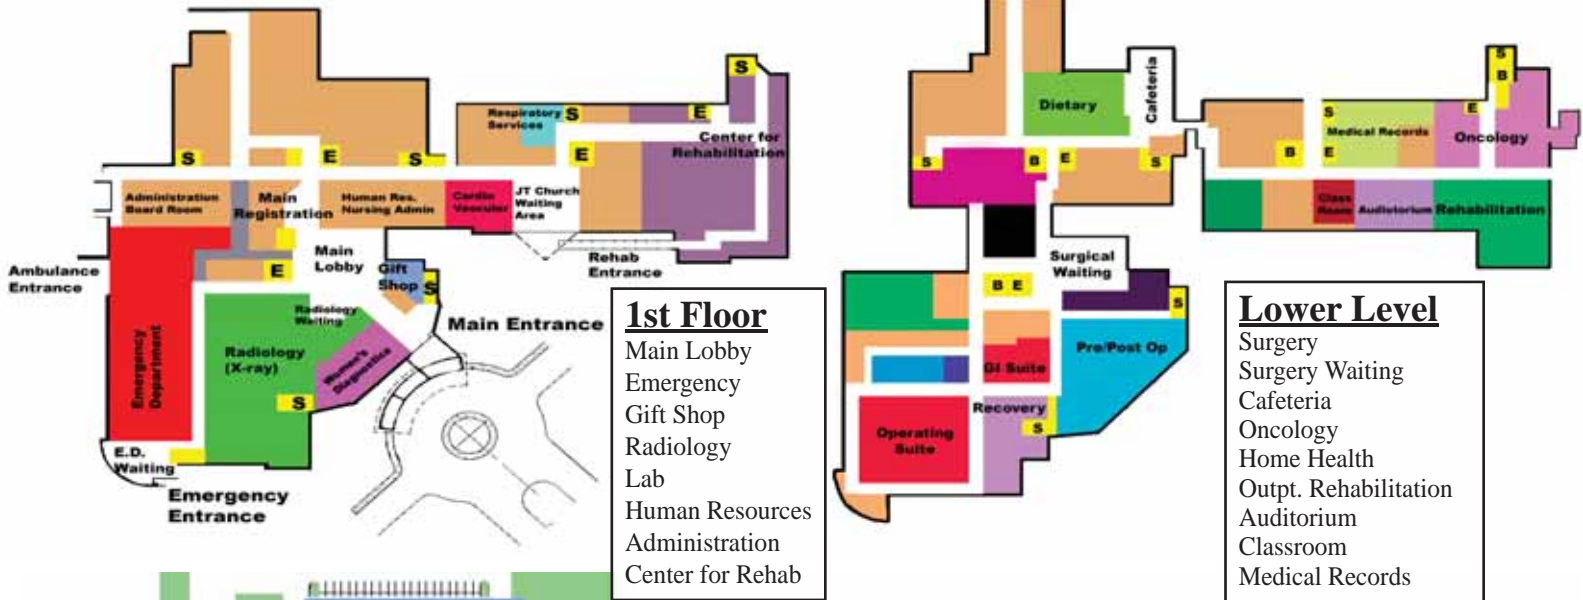 S
Respiratory
Services
S
E
Center for
Rehabilitation
S
E
S
E
Administration
Board Room
Main
Registration
Human Res.
Nursing Admin
Cardio
Vascular
JT Church
Waiting
Area
Ambulance
Entrance
E
Main
Lobby
Gift
Shop
S
Rehab
Entrance
Radiology
Waiting
Main Entrance
Emergency
Department
Radiology
(X-ray)
Women's
Diagnostics
S
E.D.
Waiting
Emergency
Entrance
1st Floor
Main Lobby
Emergency
Gift Shop
Radiology
Lab
Human Resources
Administration
Center for Rehab
Dietary
Cafeteria
S
B
E
S
S
B
E
S
Medical Records
Oncology
B
E
Class
Room
Auditorium
Rehabilitation
Surgical
Waiting
B E
S
Pre/Post Op
GI Suite
Recovery
S
Operating
Suite
Lower Level
Surgery
Surgery Waiting
Cafeteria
Oncology
Home Health
Outpt. Rehabilitation
Auditorium
Classroom
Medical Records